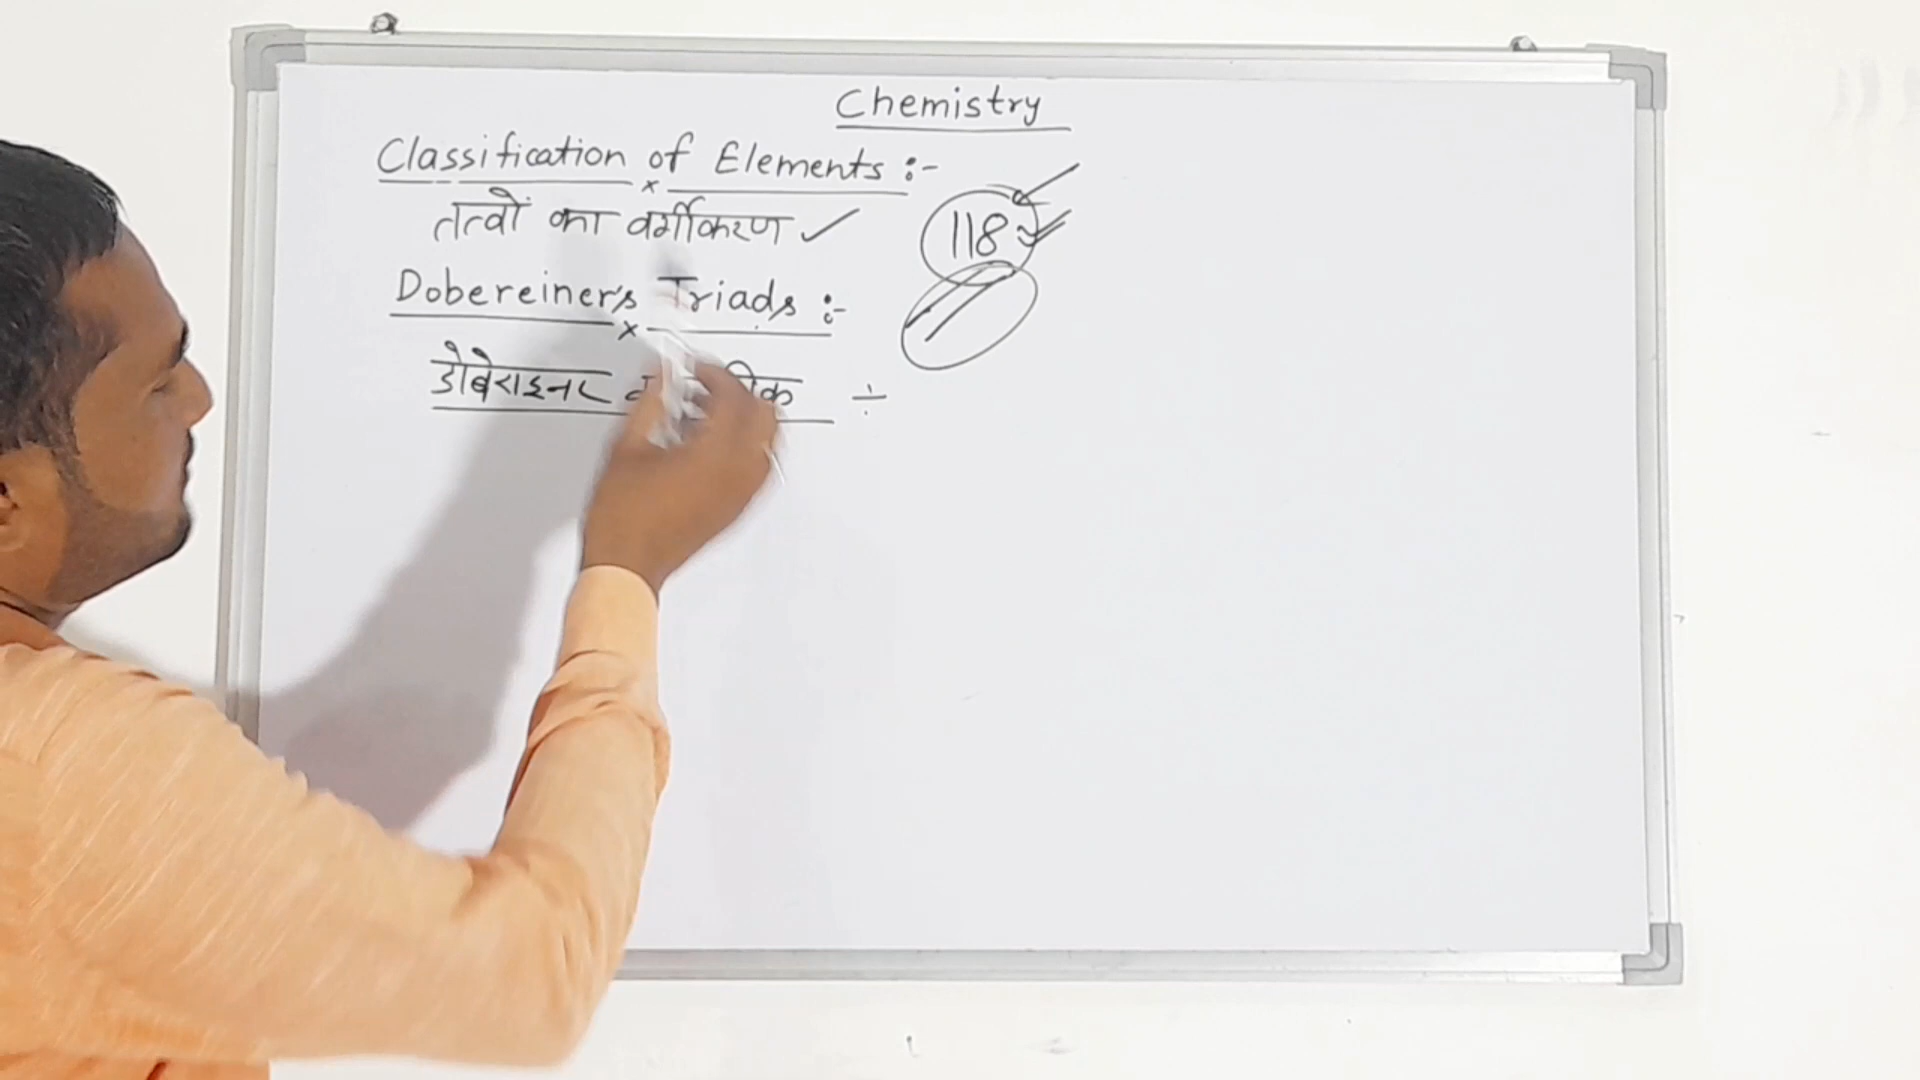 Chemistry
Classification of Elements :-
तत्वों का वर्गीकरण
118
Dobereiner's Triads :-
डोबेराइनर